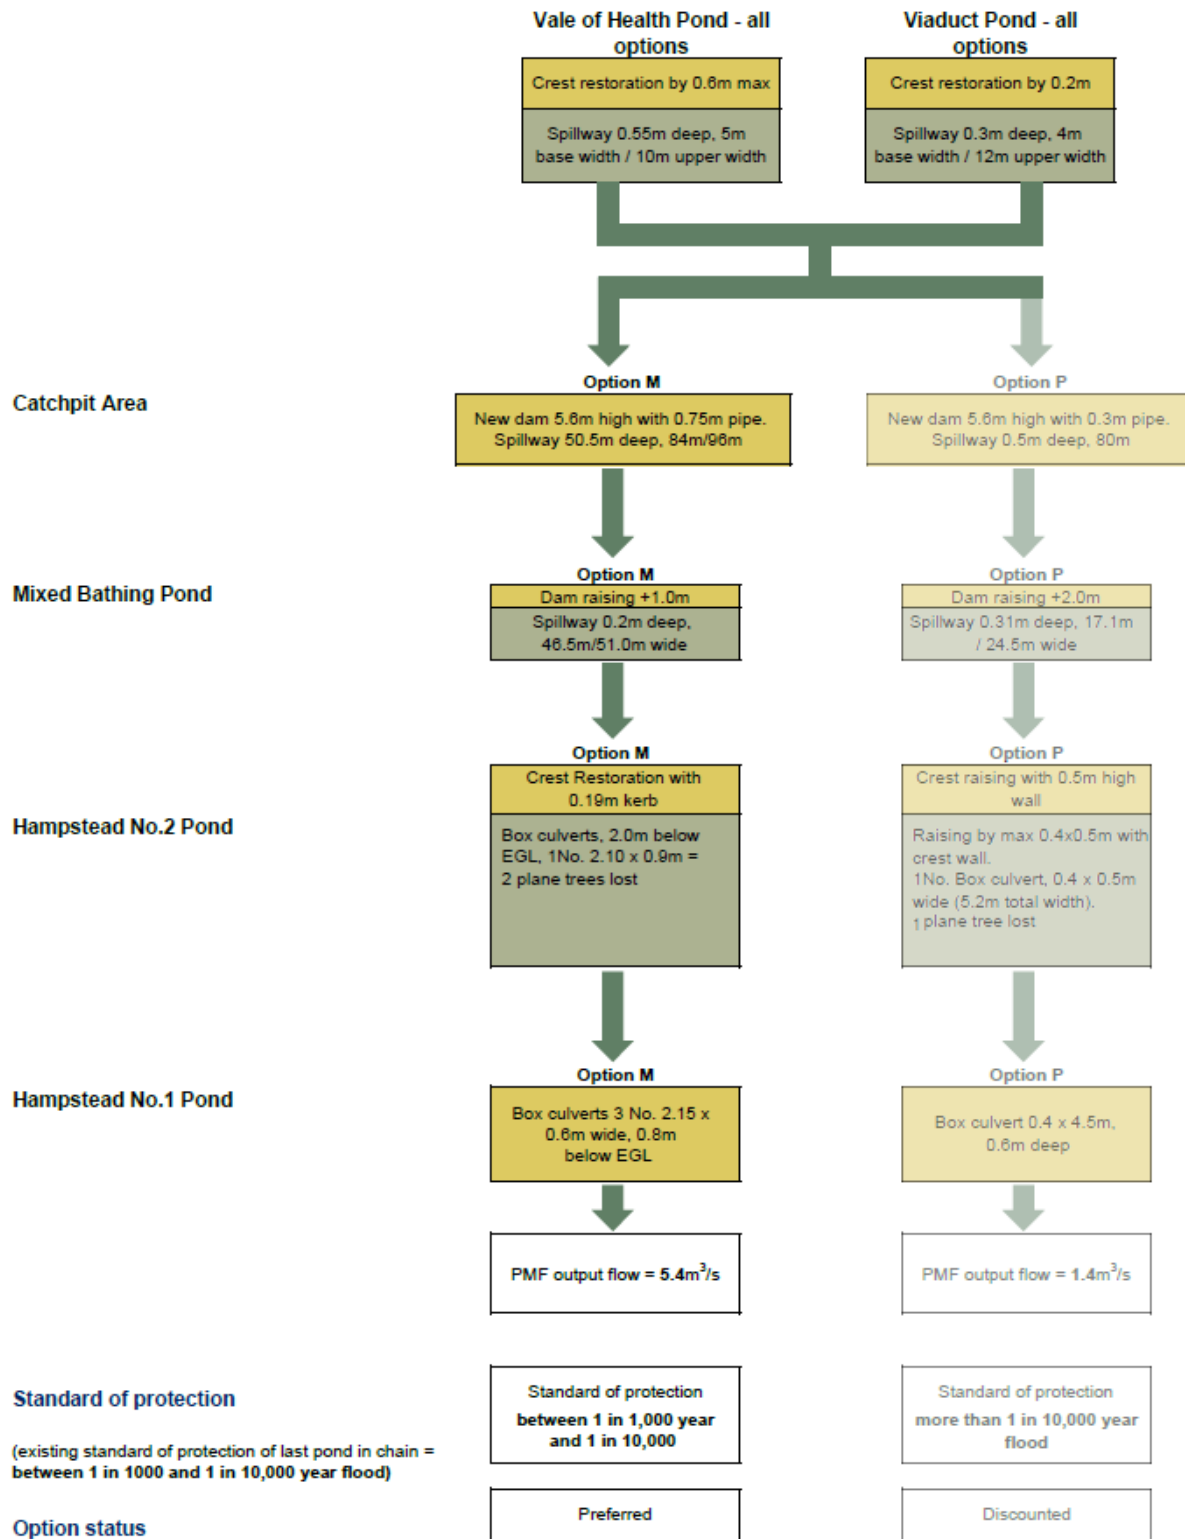 Vale of Health Pond - all
options
Viaduct Pond - all
options
Crest restoration by 0.6m max
Crest restoration by 0.2m
Spillway 0.55m deep, 5m
base width / 10m upper width
Spillway 0.3m deep, 4m
base width / 12m upper width
Catchpit Area
Option M
New dam 5.6m high with 0.75m pipe.
Spillway 50.5m deep, 84m/96m
Option P
New dam 5.6m high with 0.3m pipe.
Spillway 0.5m deep, 80m
Mixed Bathing Pond
Option M
Dam raising +1.0m
Spillway 0.2m deep,
46.5m/51.0m wide
Option P
Dam raising +2.0m
Spillway 0.31m deep, 17.1m
/ 24.5m wide
Hampstead No.2 Pond
Option M
Crest Restoration with
0.19m kerb
Box culverts, 2.0m below
EGL, 1No. 2.10 x 0.9m =
2 plane trees lost
Option P
Crest raising with 0.5m high
wall
Raising by max 0.4x0.5m with
crest wall.
1No. Box culvert, 0.4 x 0.5m
wide (5.2m total width).
1 plane tree lost
Hampstead No.1 Pond
Option M
Box culverts 3 No. 2.15 x
0.6m wide, 0.8m
below EGL
Option P
Box culvert 0.4 x 4.5m,
0.6m deep
PMF output flow = 5.4m³/s
PMF output flow = 1.4m³/s
Standard of protection
(existing standard of protection of last pond in chain =
between 1 in 1000 and 1 in 10,000 year flood)
Standard of protection
between 1 in 1,000 year
and 1 in 10,000
Standard of protection
more than 1 in 10,000 year
flood
Option status
Preferred
Discounted